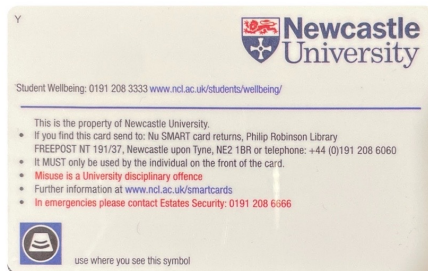 Y
Newcastle
University
Student Wellbeing: 0191 208 3333 www.ncl.ac.uk/students/wellbeing/
This is the property of Newcastle University.
• If you find this card send to: Nu SMART card returns, Philip Robinson Library
FREEPOST NT 191/37, Newcastle upon Tyne, NE2 1BR or telephone: +44 (0)191 208 6060
• It MUST only be used by the individual on the front of the card.
• Misuse is a University disciplinary offence
• Further information at www.ncl.ac.uk/smartcards
• In emergencies please contact Estates Security: 0191 208 6666
use where you see this symbol